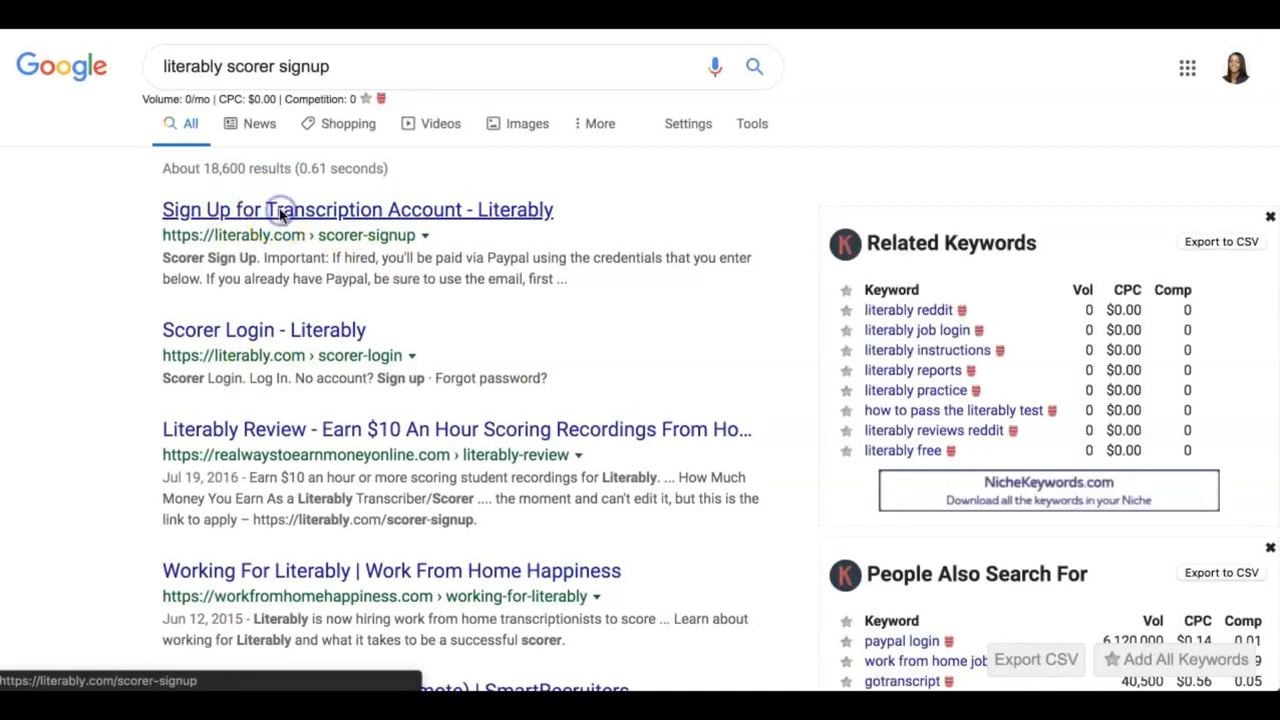 Google
literably scorer signup
Volume: 0/mo | CPC: $0.00 | Competition: 0
All News Shopping Videos Images More Settings Tools
About 18,600 results (0.61 seconds)
Sign Up for Transcription Account - Literably
https://literably.com › scorer-signup
Scorer Sign Up. Important: If hired, you'll be paid via Paypal using the credentials that you enter
below. If you already have Paypal, be sure to use the email, first ...
Scorer Login - Literably
https://literably.com › scorer-login
Scorer Login. Log In. No account? Sign up · Forgot password?
Literably Review - Earn $10 An Hour Scoring Recordings From Ho...
https://realwaystoearnmoneyonline.com › literably-review
Jul 19, 2016 - Earn $10 an hour or more scoring student recordings for Literably. ... How Much
Money You Earn As a Literably Transcriber/Scorer .... the moment and can't edit it, but this is the
link to apply – https://literably.com/scorer-signup.
Working For Literably | Work From Home Happiness
https://workfromhomehappiness.com › working-for-literably
Jun 12, 2015 - Literably is now hiring work from home transcriptionists to score ... Learn about
working for Literably and what it takes to be a successful scorer.
https://literably.com/scorer-signup
mote) | SmartRecruiters
K Related Keywords Export to CSV
Keyword Vol CPC Comp
literably reddit 0 $0.00 0
literably job login 0 $0.00 0
literably instructions 0 $0.00 0
literably reports 0 $0.00 0
literably practice 0 $0.00 0
how to pass the literably test 0 $0.00 0
literably reviews reddit 0 $0.00 0
literably free 0 $0.00 0
NicheKeywords.com
Download all the keywords in your Niche
K People Also Search For Export to CSV
Keyword Vol CPC Comp
paypal login 6,120,000 $0.14 0.01
work from home job
Export CSV Add All Keywords
gotranscript 40,500 $0.56 0.05